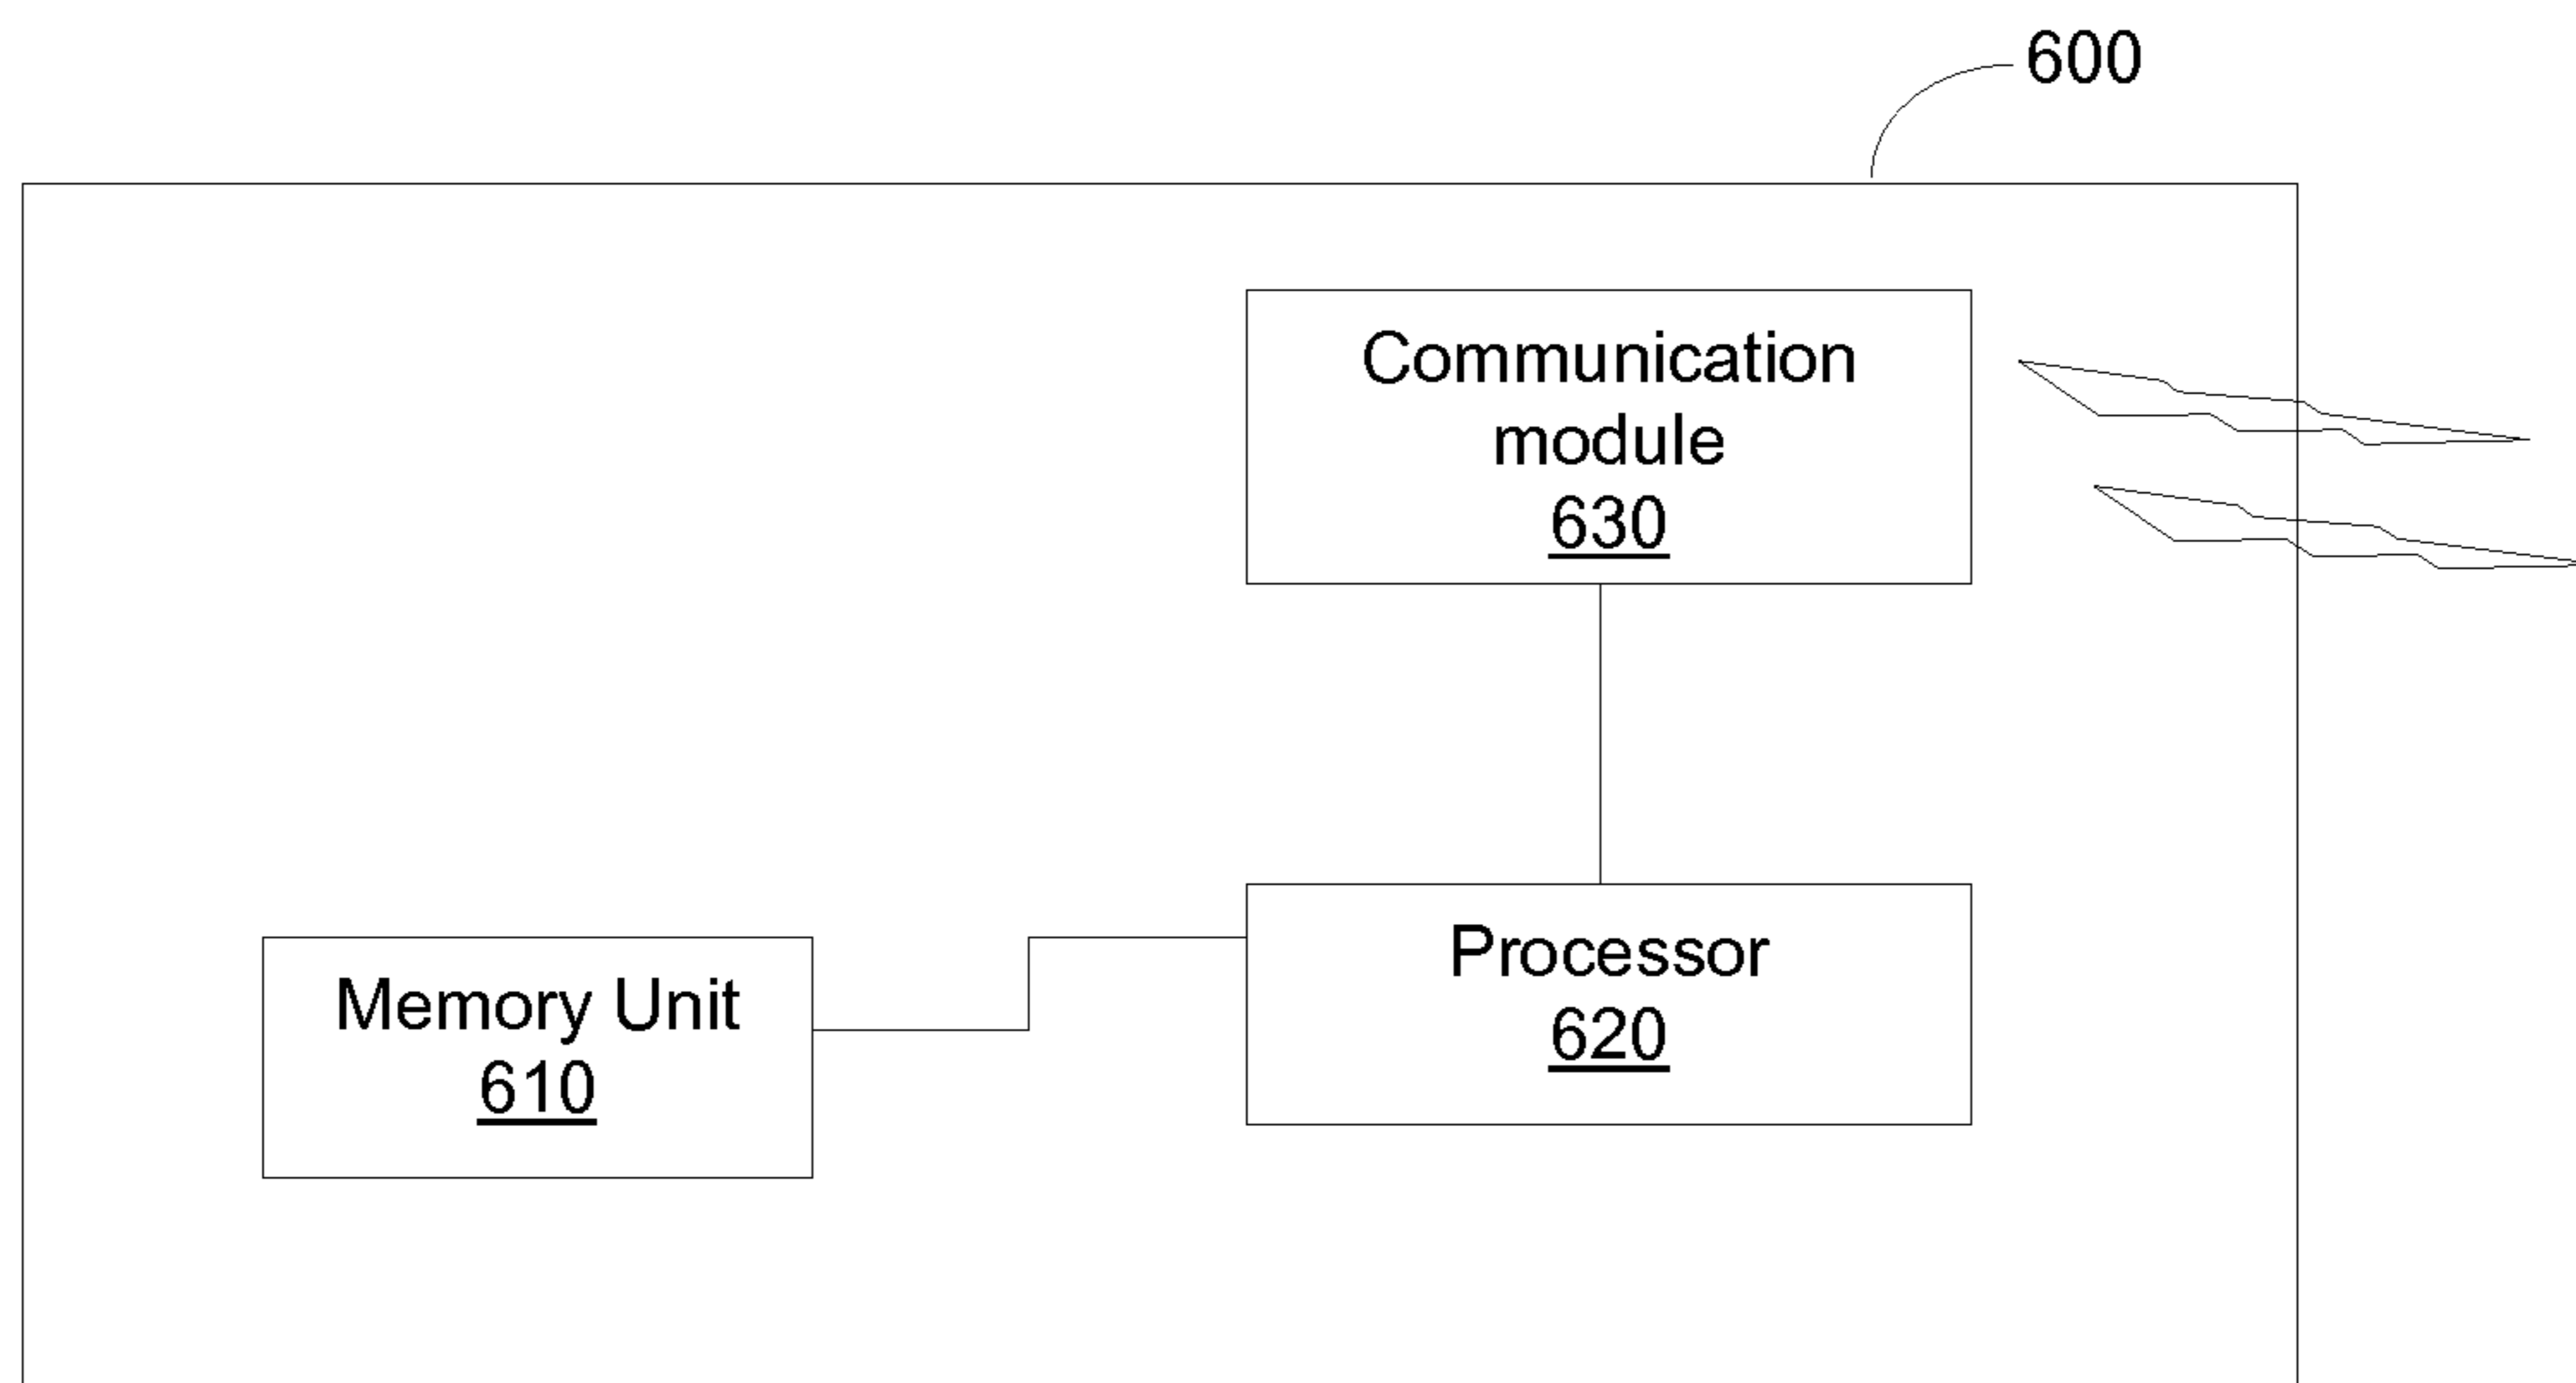 600
Communication
module
630
Processor
620
Memory Unit
610